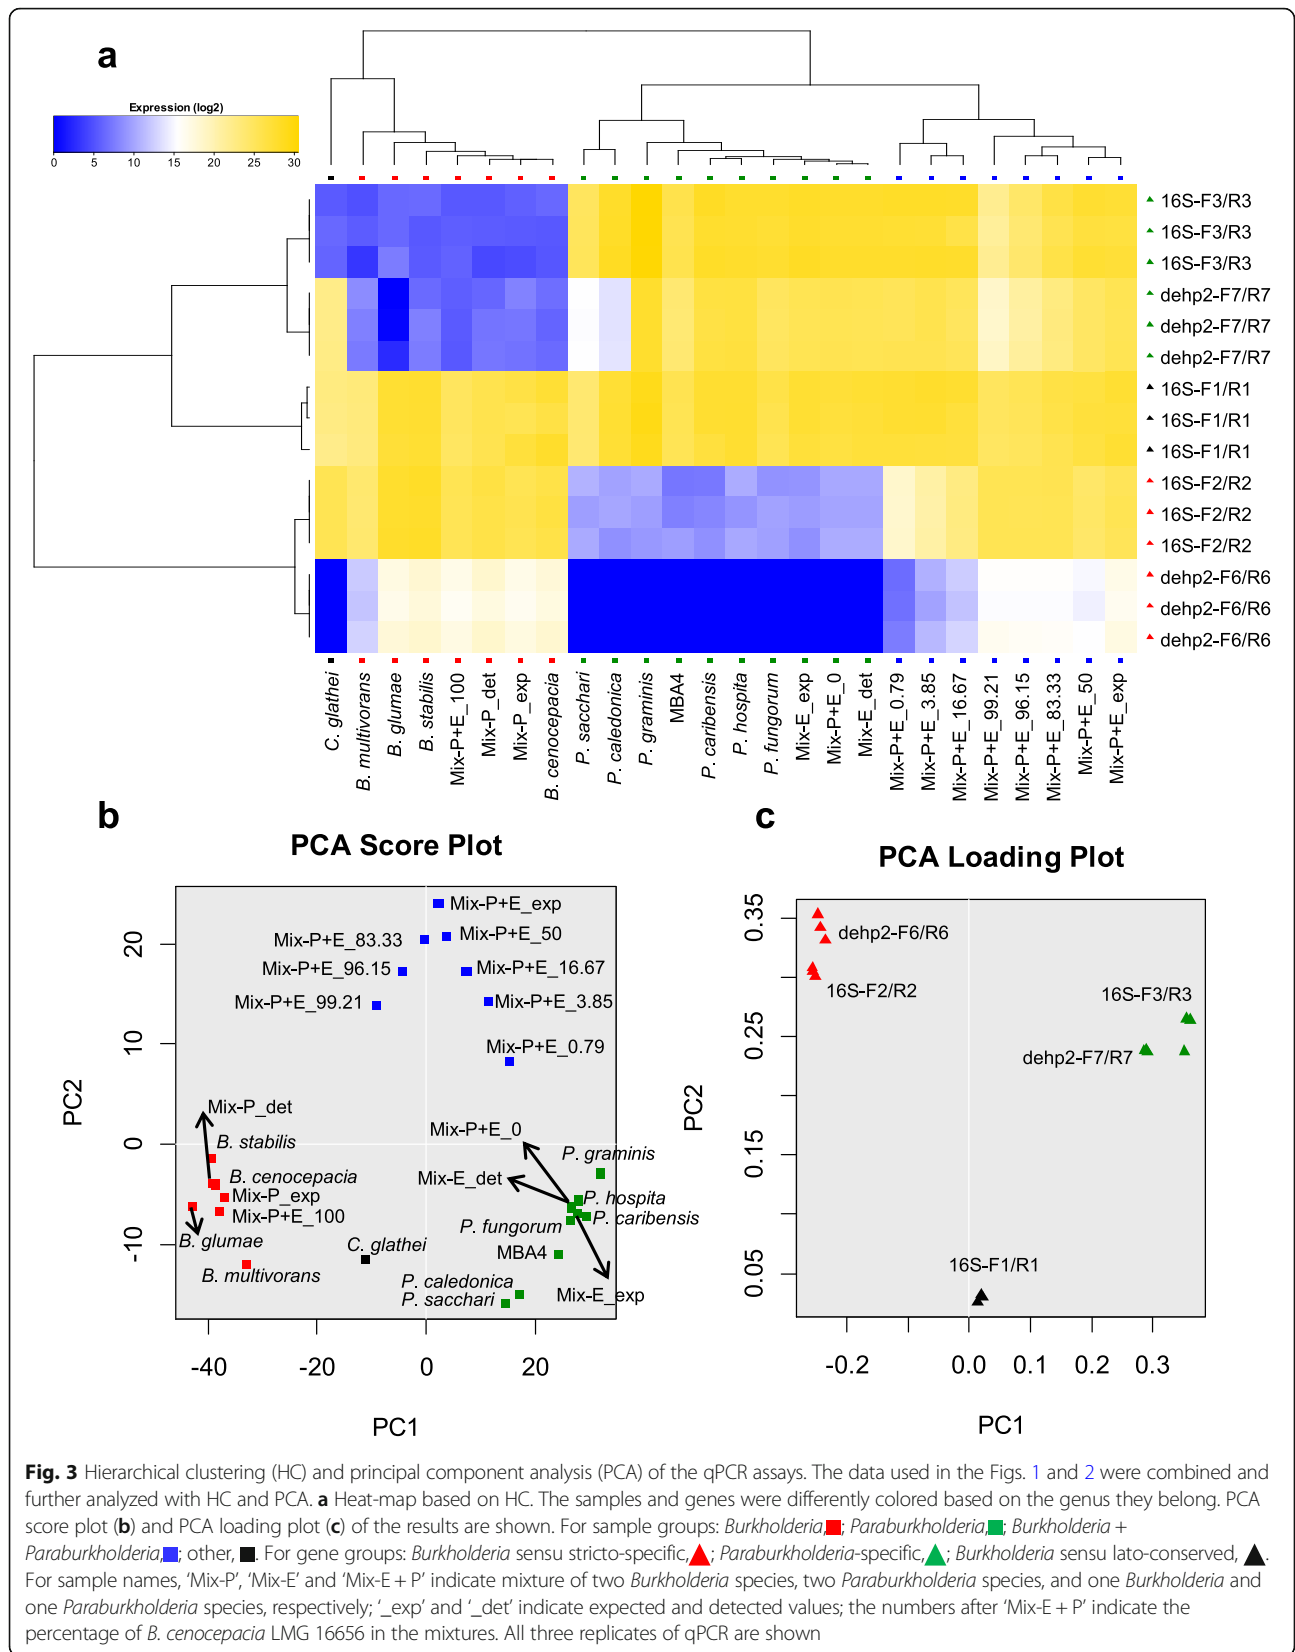 a
Expression (log2)
0 5 10 15 20 25 30
16S-F3/R3
16S-F3/R3
16S-F3/R3
dehp2-F7/R7
dehp2-F7/R7
dehp2-F7/R7
16S-F1/R1
16S-F1/R1
16S-F1/R1
16S-F2/R2
16S-F2/R2
16S-F2/R2
dehp2-F6/R6
dehp2-F6/R6
dehp2-F6/R6
C. glathei
B. multivorans
B. glumae
B. stabilis
Mix-P+E_100
Mix-P_det
Mix-P_exp
B. cenocepacia
P. sacchari
P. caledonica
P. graminis
MBA4
P. caribensis
P. hospita
P. fungorum
Mix-E_exp
Mix-P+E_0
Mix-E_det
Mix-P+E_0.79
Mix-P+E_3.85
Mix-P+E_16.67
Mix-P+E_99.21
Mix-P+E_96.15
Mix-P+E_83.33
Mix-P+E_50
Mix-P+E_exp
b
PCA Score Plot
Mix-P+E_exp
Mix-P+E_83.33
Mix-P+E_50
Mix-P+E_96.15
Mix-P+E_16.67
Mix-P+E_99.21
Mix-P+E_3.85
Mix-P+E_0.79
Mix-P_det
Mix-P+E_0
B. stabilis
P. graminis
B. cenocepacia
Mix-E_det
Mix-P_exp
P. hospita
Mix-P+E_100
P. fungorum
P. caribensis
B. glumae
C. glathei
MBA4
B. multivorans
P. caledonica
P. sacchari
Mix-E_exp
20
10
0
-10
PC2
-40 -20 0 20
PC1
c
PCA Loading Plot
dehp2-F6/R6
16S-F2/R2
16S-F3/R3
dehp2-F7/R7
16S-F1/R1
0.35
0.25
0.15
0.05
PC2
-0.2 0.0 0.1 0.2 0.3
PC1
Fig. 3 Hierarchical clustering (HC) and principal component analysis (PCA) of the qPCR assays. The data used in the Figs. 1 and 2 were combined and
further analyzed with HC and PCA. a Heat-map based on HC. The samples and genes were differently colored based on the genus they belong. PCA
score plot (b) and PCA loading plot (c) of the results are shown. For sample groups: Burkholderia, ; Paraburkholderia, ; Burkholderia +
Paraburkholderia, ; other, . For gene groups: Burkholderia sensu stricto-specific, ; Paraburkholderia-specific, ; Burkholderia sensu lato-conserved, .
For sample names, ‘Mix-P’, ‘Mix-E’ and ‘Mix-E + P’ indicate mixture of two Burkholderia species, two Paraburkholderia species, and one Burkholderia and
one Paraburkholderia species, respectively; ‘_exp’ and ‘_det’ indicate expected and detected values; the numbers after ‘Mix-E + P’ indicate the
percentage of B. cenocepacia LMG 16656 in the mixtures. All three replicates of qPCR are shown